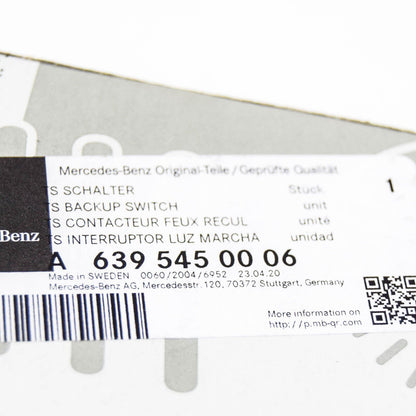 Mercedes-Benz Original-Teile / Geprüfte Qualität
TS SCHALTER Stück 1
TS BACKUP SWITCH unit
TS CONTACTEUR FEUX RECUL unité
Benz
TS INTERRUPTOR LUZ MARCHA unidad
A 639 545 00 06
Made in SWEDEN 0060/2004/6952 23.04.20
Mercedes-Benz AG, Mercedesstr. 120, 70372 Stuttgart, Germany
More information on
http://p.mb-qr.com